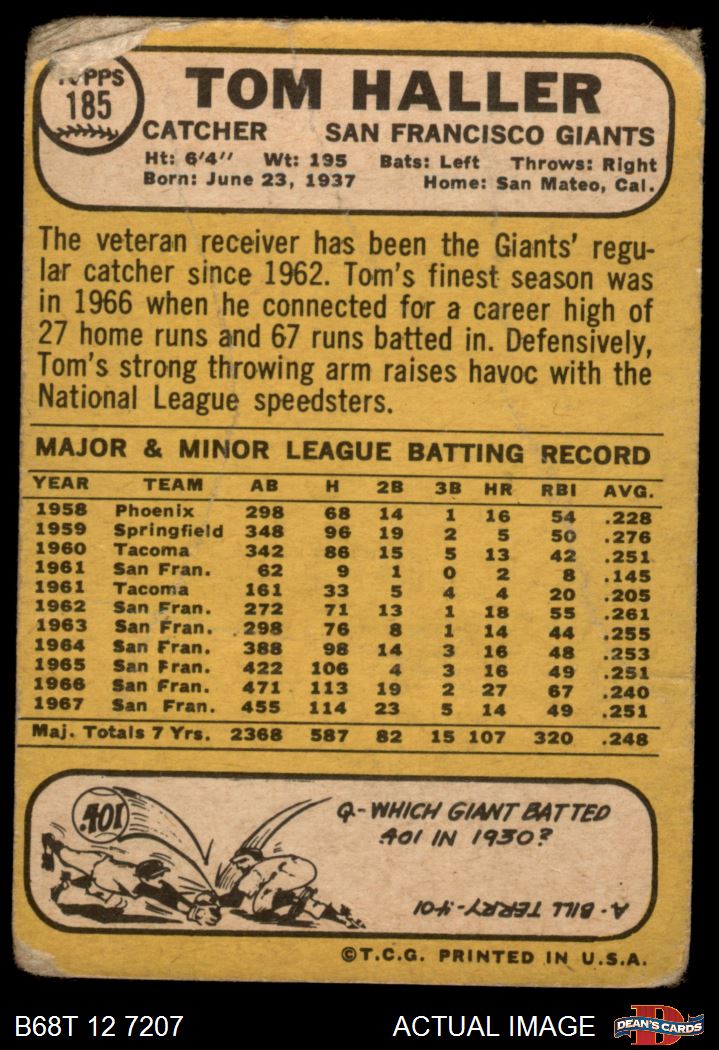 TOPPS
185
TOM HALLER
CATCHER SAN FRANCISCO GIANTS
Ht: 6'4" Wt: 195 Bats: Left Throws: Right
Born: June 23, 1937 Home: San Mateo, Cal.
The veteran receiver has been the Giants' regu-
lar catcher since 1962. Tom's finest season was
in 1966 when he connected for a career high of
27 home runs and 67 runs batted in. Defensively,
Tom's strong throwing arm raises havoc with the
National League speedsters.
MAJOR & MINOR LEAGUE BATTING RECORD
YEAR TEAM AB H 2B 3B HR RBI AVG.
1958 Phoenix 298 68 14 1 16 54 .228
1959 Springfield 348 96 19 2 5 50 .276
1960 Tacoma 342 86 15 5 13 42 .251
1961 San Fran. 62 9 1 0 2 8 .145
1961 Tacoma 161 33 5 4 4 20 .205
1962 San Fran. 272 71 13 1 18 55 .261
1963 San Fran. 298 76 8 1 14 44 .255
1964 San Fran. 388 98 14 3 16 48 .253
1965 San Fran. 422 106 4 3 16 49 .251
1966 San Fran. 471 113 19 2 27 67 .240
1967 San Fran. 455 114 23 5 14 49 .251
Maj. Totals 7 Yrs. 2368 587 82 15 107 320 .248
.401
Q-WHICH GIANT BATTED
.401 IN 1930?
A-BILL TERRY-.401
©T.C.G. PRINTED IN U.S.A.
B68T 12 7207 ACTUAL IMAGE
D
DEAN'S CARDS